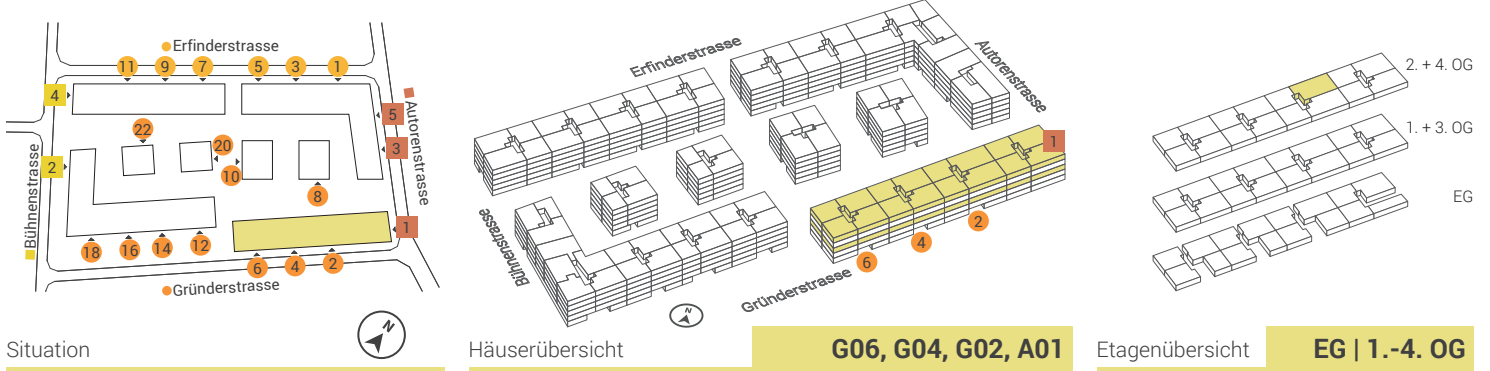 Erfinderstrasse
11 9 7 5 3 1
4
5
Autorenstrasse
22
20
3
2
10
8
Bühnenstrasse
1
18 16 14 12
6 4 2
Gründerstrasse
N
Situation
Erfinderstrasse
Autorenstrasse
1
Bühnenstrasse
2
4
6
Gründerstrasse
N
Häuserübersicht
G06, G04, G02, A01
2. + 4. OG
1. + 3. OG
EG
Etagenübersicht
EG | 1.-4. OG